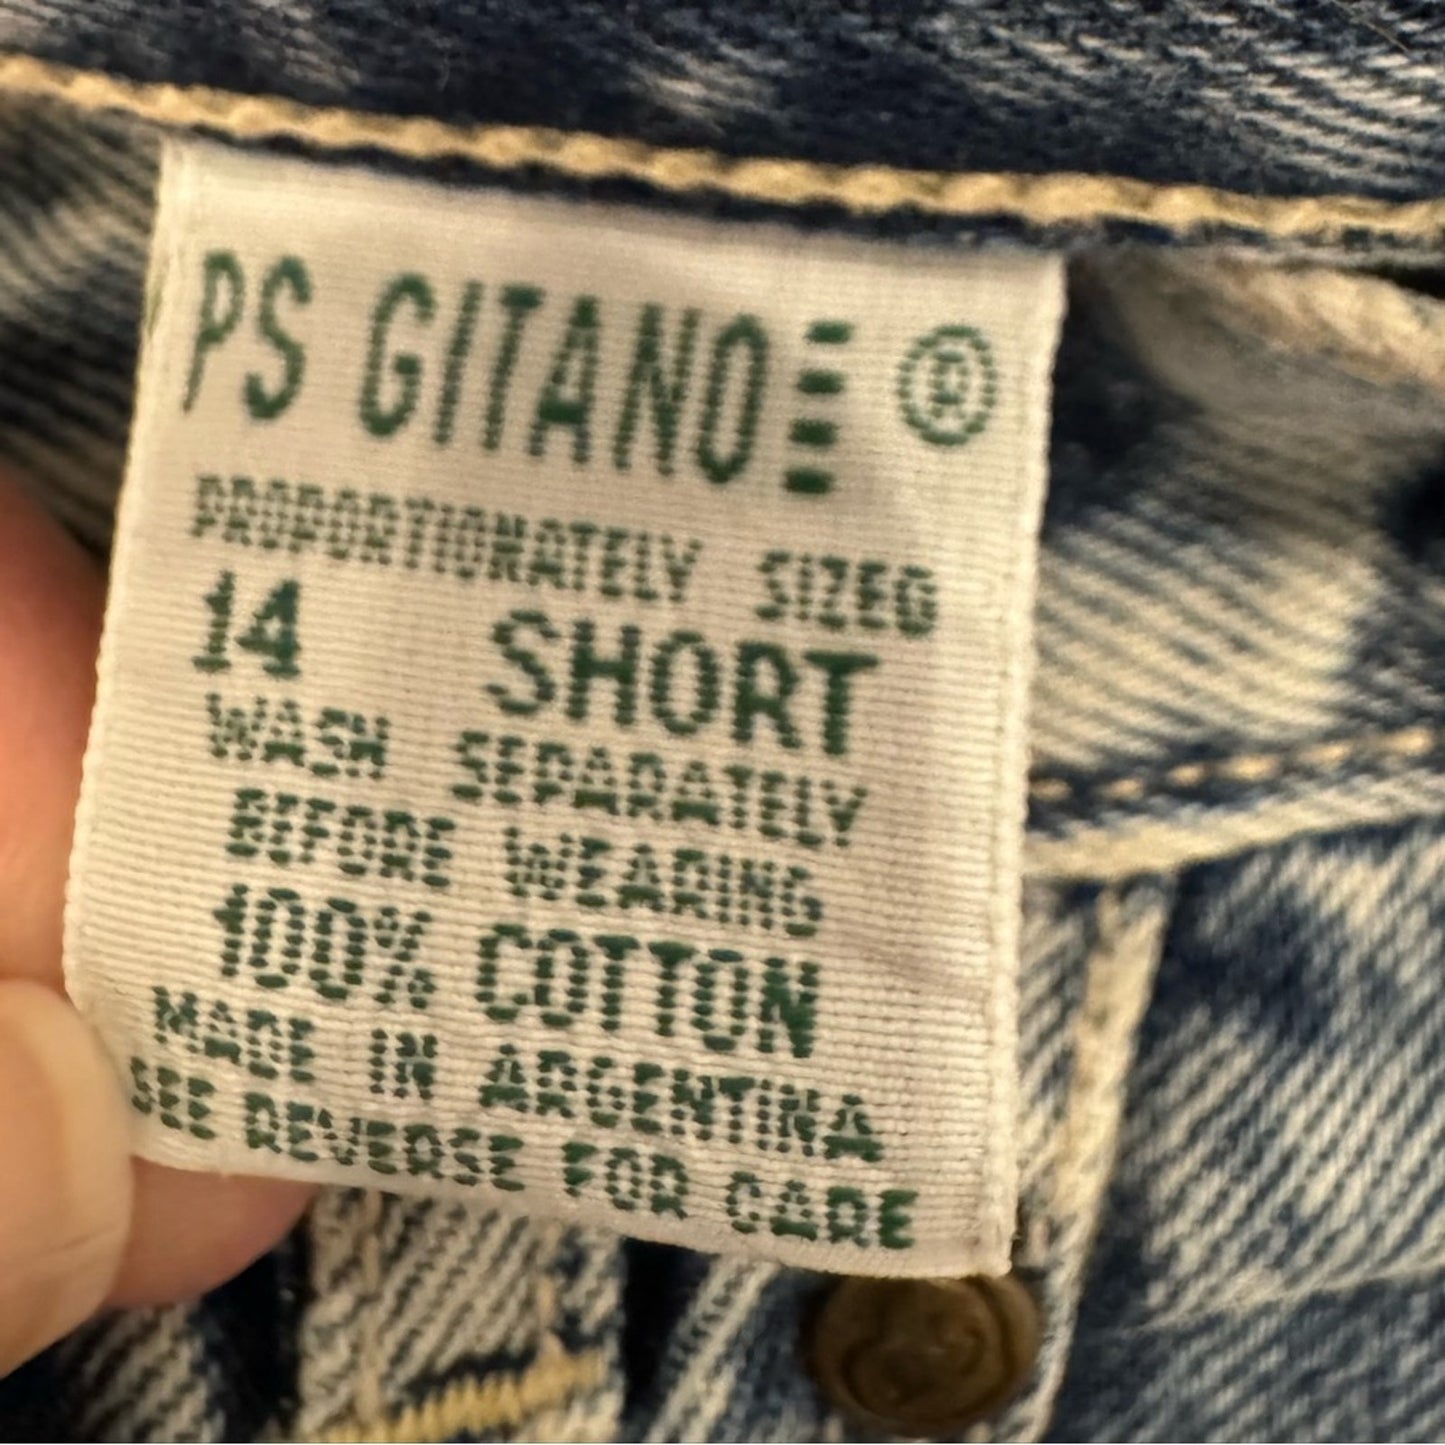 PS GITANO ®
PROPORTIONATELY SIZED
14 SHORT
WASH SEPARATELY
BEFORE WEARING
100% COTTON
MADE IN ARGENTINA
SEE REVERSE FOR CARE